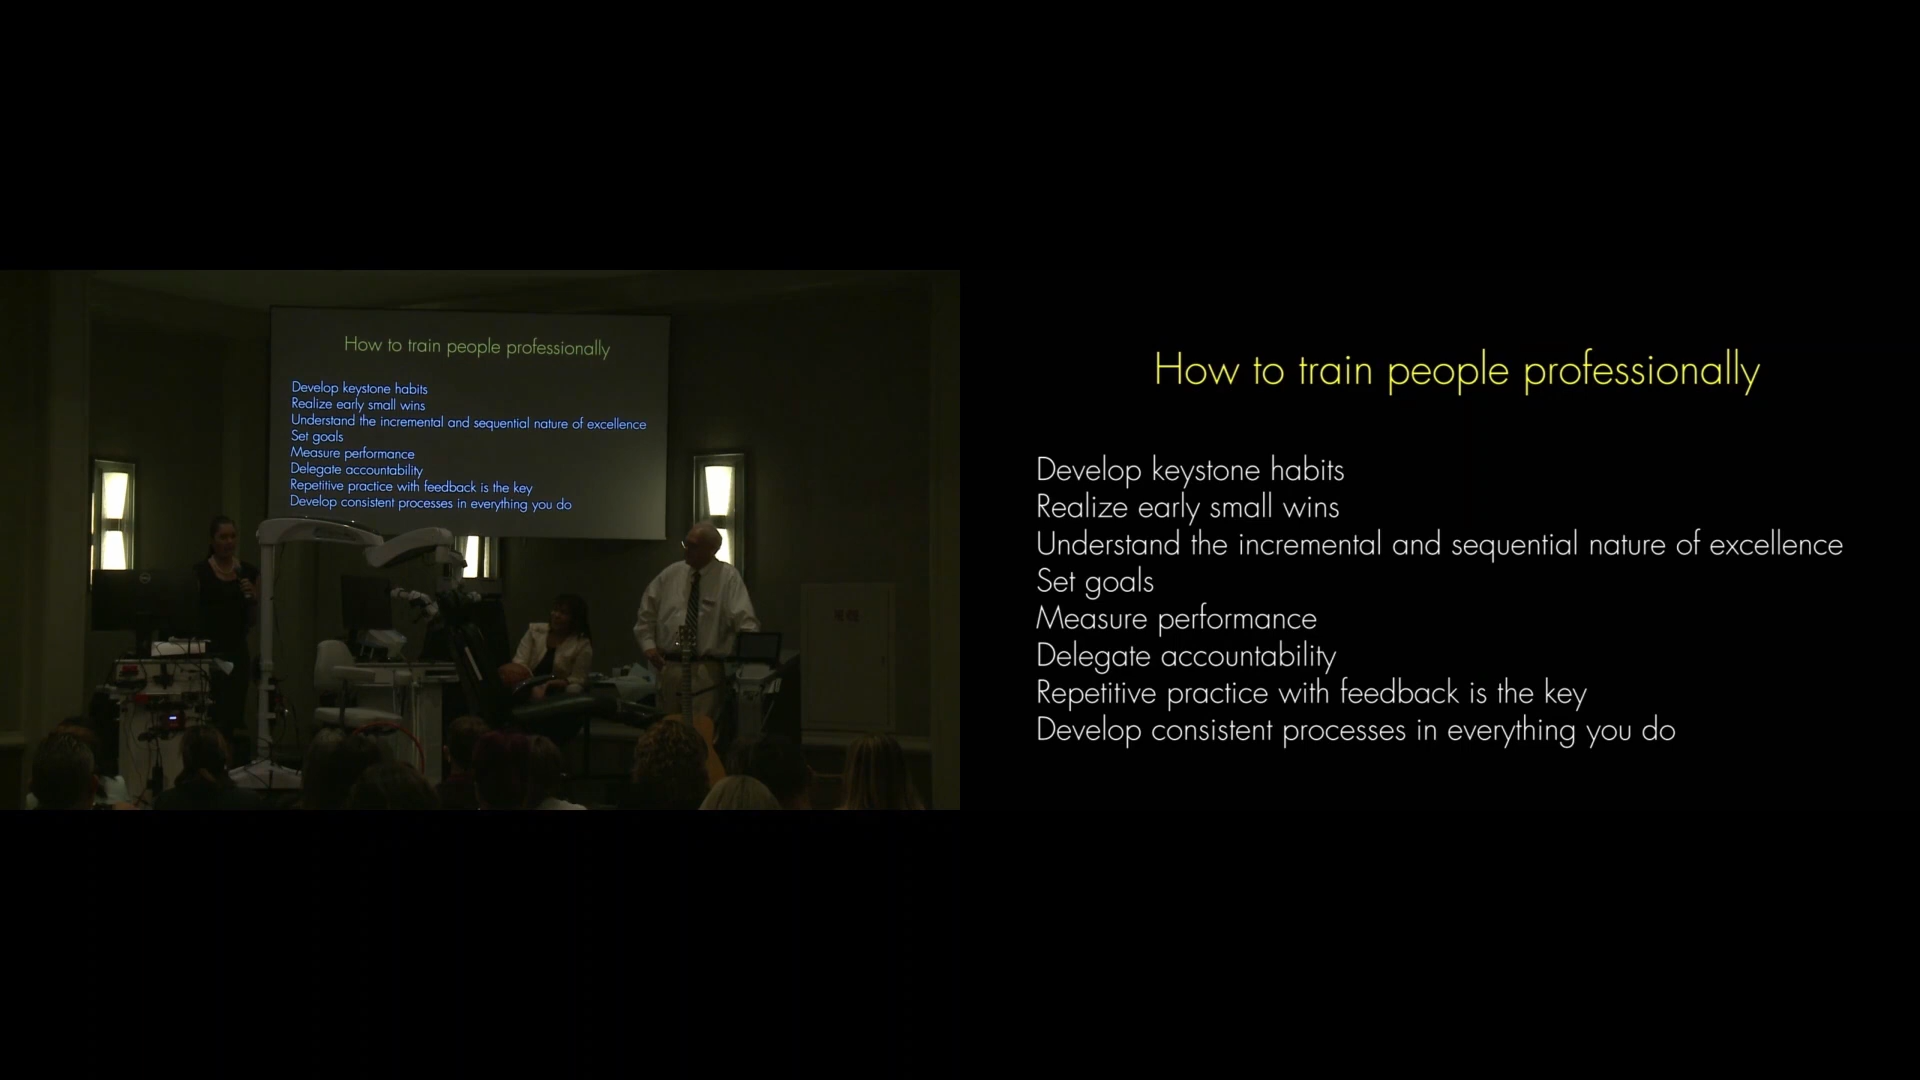 How to train people professionally
Develop keystone habits
Realize early small wins
Understand the incremental and sequential nature of excellence
Set goals
Measure performance
Delegate accountability
Repetitive practice with feedback is the key
Develop consistent processes in everything you do
How to train people professionally
Develop keystone habits
Realize early small wins
Understand the incremental and sequential nature of excellence
Set goals
Measure performance
Delegate accountability
Repetitive practice with feedback is the key
Develop consistent processes in everything you do